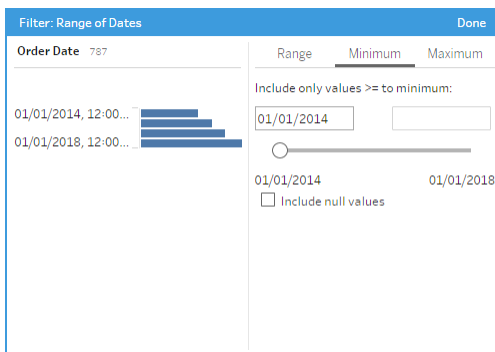 Filter: Range of Dates Done
Order Date 787
Range Minimum Maximum
Include only values >= to minimum:
01/01/2014
01/01/2014, 12:00...
01/01/2018, 12:00...
01/01/2014 01/01/2018
Include null values